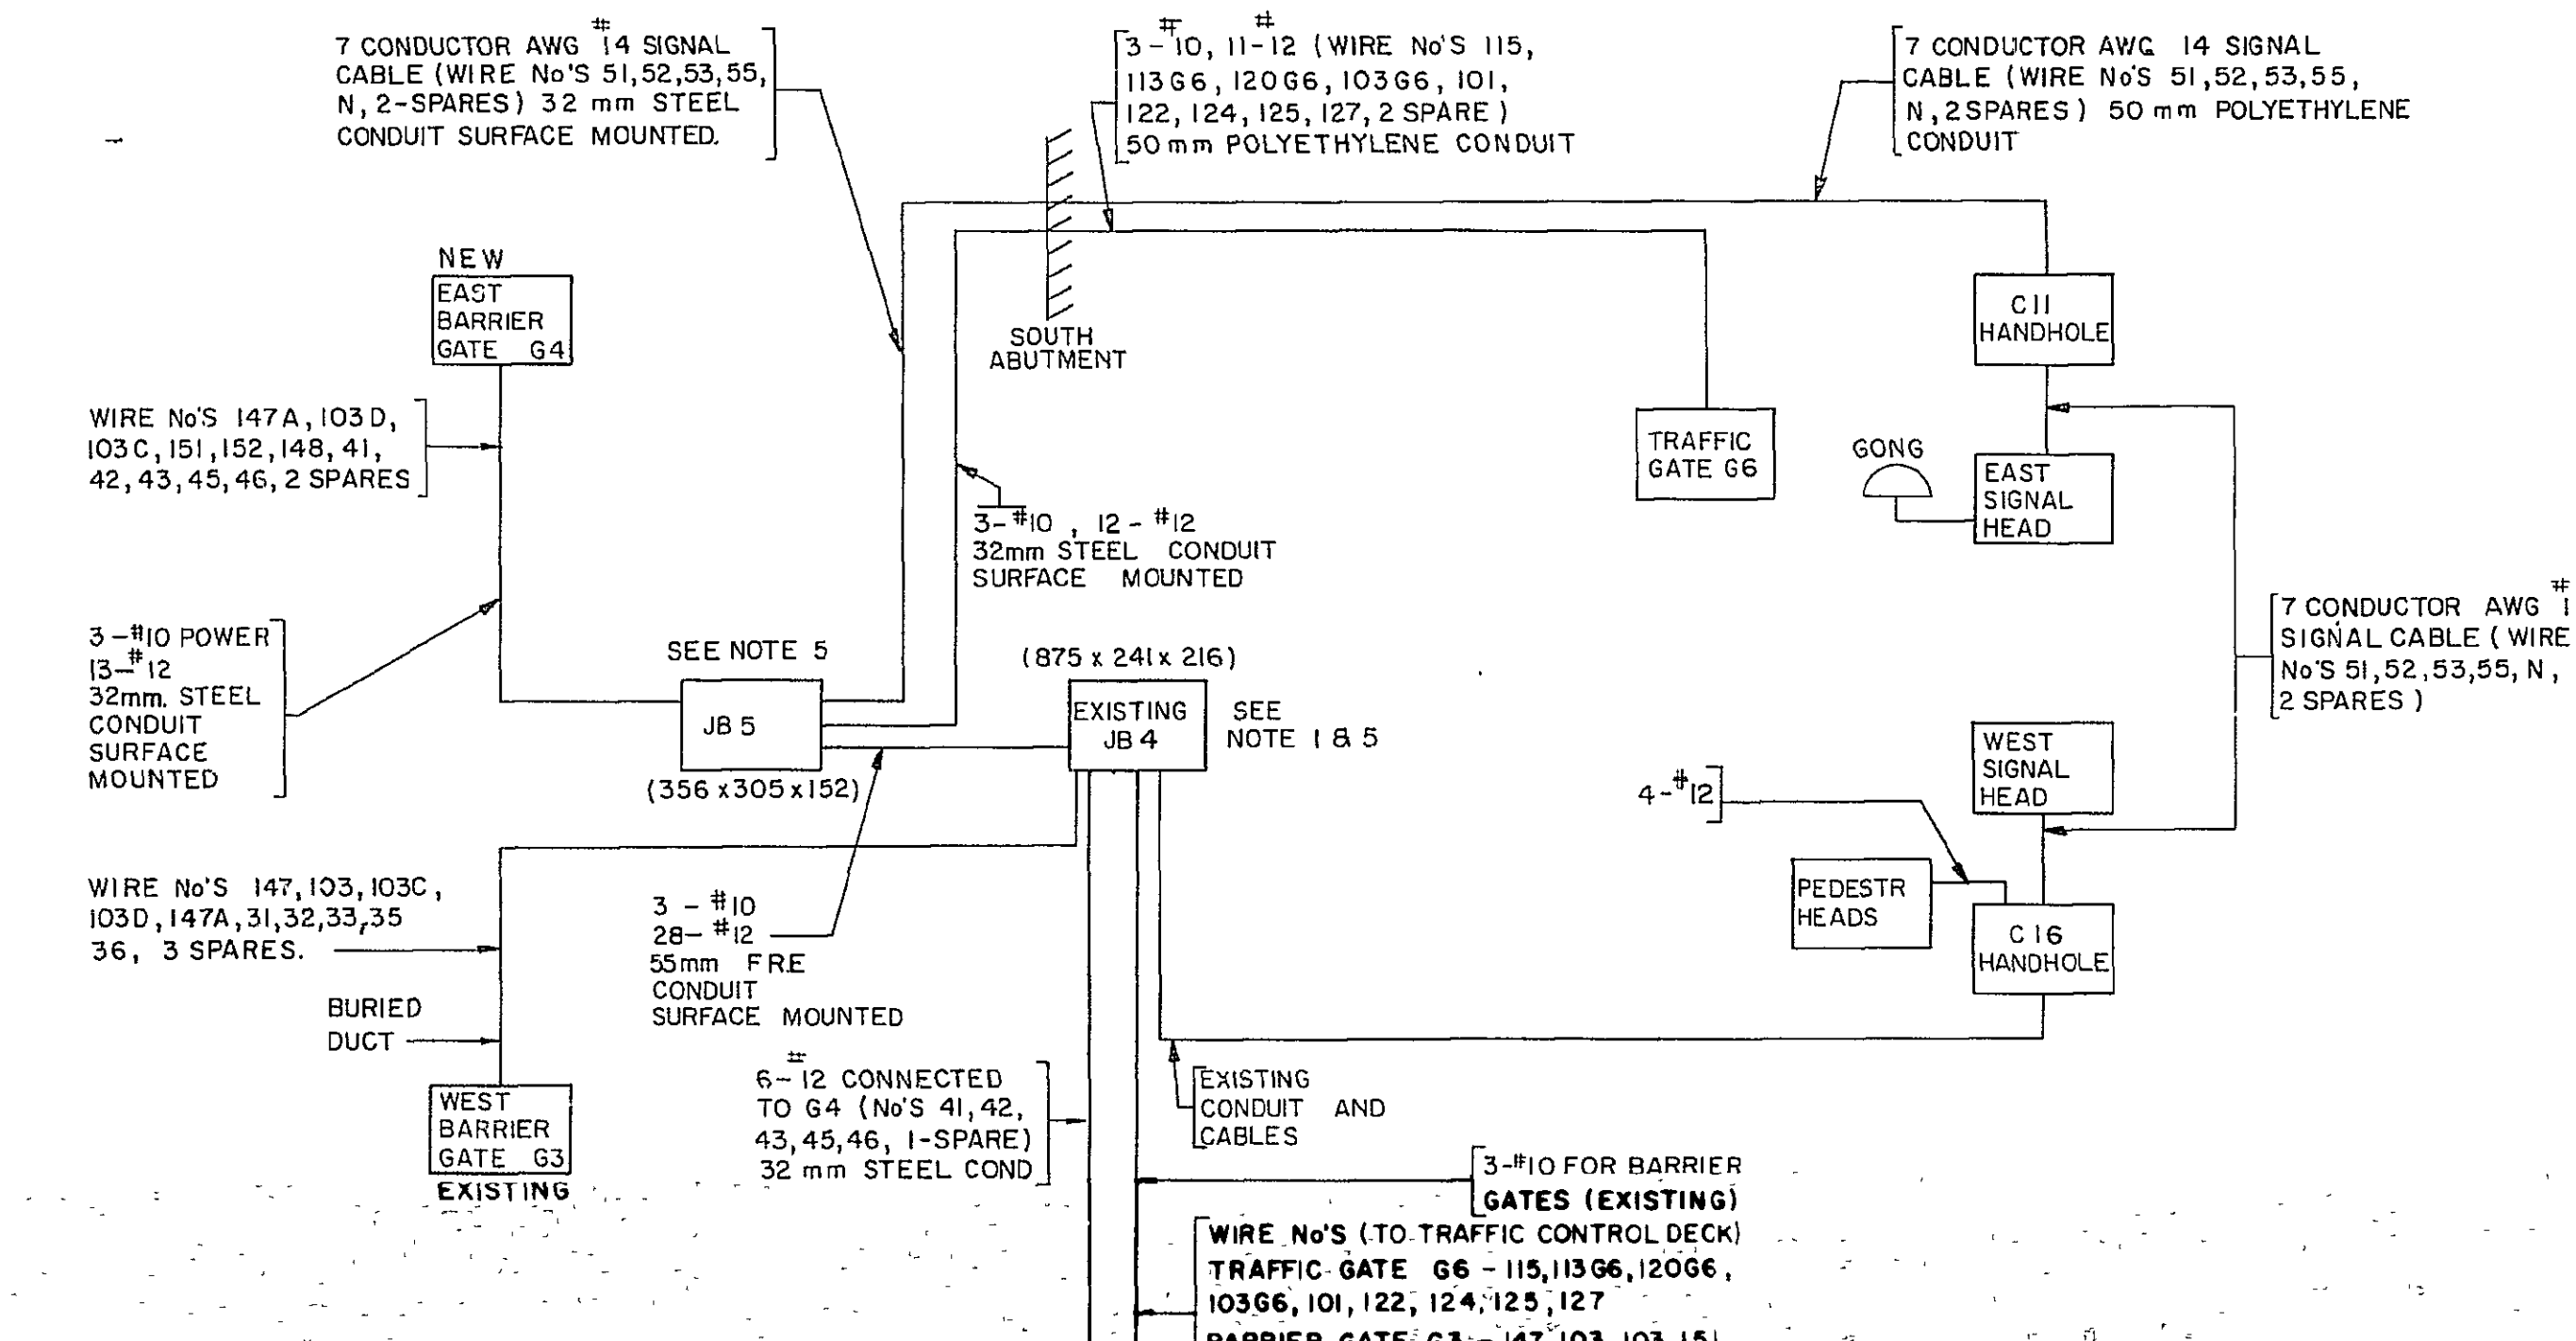 7 CONDUCTOR AWG #14 SIGNAL
CABLE (WIRE No'S 51,52,53,55,
N, 2-SPARES) 32 mm STEEL
CONDUIT SURFACE MOUNTED.
3-#10, 11-#12 (WIRE No'S 115,
113G6, 120G6, 103G6, 101,
122, 124, 125, 127, 2 SPARE)
50 mm POLYETHYLENE CONDUIT
7 CONDUCTOR AWG 14 SIGNAL
CABLE (WIRE No'S 51,52,53,55,
N, 2 SPARES) 50 mm POLYETHYLENE
CONDUIT
NEW
EAST
BARRIER
GATE G4
SOUTH
ABUTMENT
C11
HANDHOLE
WIRE No'S 147A, 103D,
103C, 151, 152, 148, 41,
42, 43, 45, 46, 2 SPARES
TRAFFIC
GATE G6
GONG
EAST
SIGNAL
HEAD
3-#10 , 12-#12
32mm STEEL CONDUIT
SURFACE MOUNTED
3-#10 POWER
13-#12
32mm. STEEL
CONDUIT
SURFACE
MOUNTED
SEE NOTE 5
JB 5
(356 x 305 x 152)
(875 x 241 x 216)
EXISTING
JB 4
SEE
NOTE 1 & 5
7 CONDUCTOR AWG #1
SIGNAL CABLE (WIRE
No'S 51,52,53,55, N,
2 SPARES)
WEST
SIGNAL
HEAD
4-#12
PEDESTR
HEADS
C16
HANDHOLE
WIRE No'S 147, 103, 103C,
103D, 147A, 31, 32, 33, 35
36, 3 SPARES.
3 - #10
28- #12
55mm FRE
CONDUIT
SURFACE MOUNTED
BURIED
DUCT
WEST
BARRIER
GATE G3
EXISTING
6-#12 CONNECTED
TO G4 (No'S 41, 42,
43, 45, 46, 1-SPARE)
32 mm STEEL COND
EXISTING
CONDUIT AND
CABLES
3-#10 FOR BARRIER
GATES (EXISTING)
WIRE No'S (TO TRAFFIC CONTROL DECK)
TRAFFIC GATE G6 - 115, 113G6, 120G6,
103G6, 101, 122, 124, 125, 127
BARRIER GATE G3 - 147, 103, 103, 151